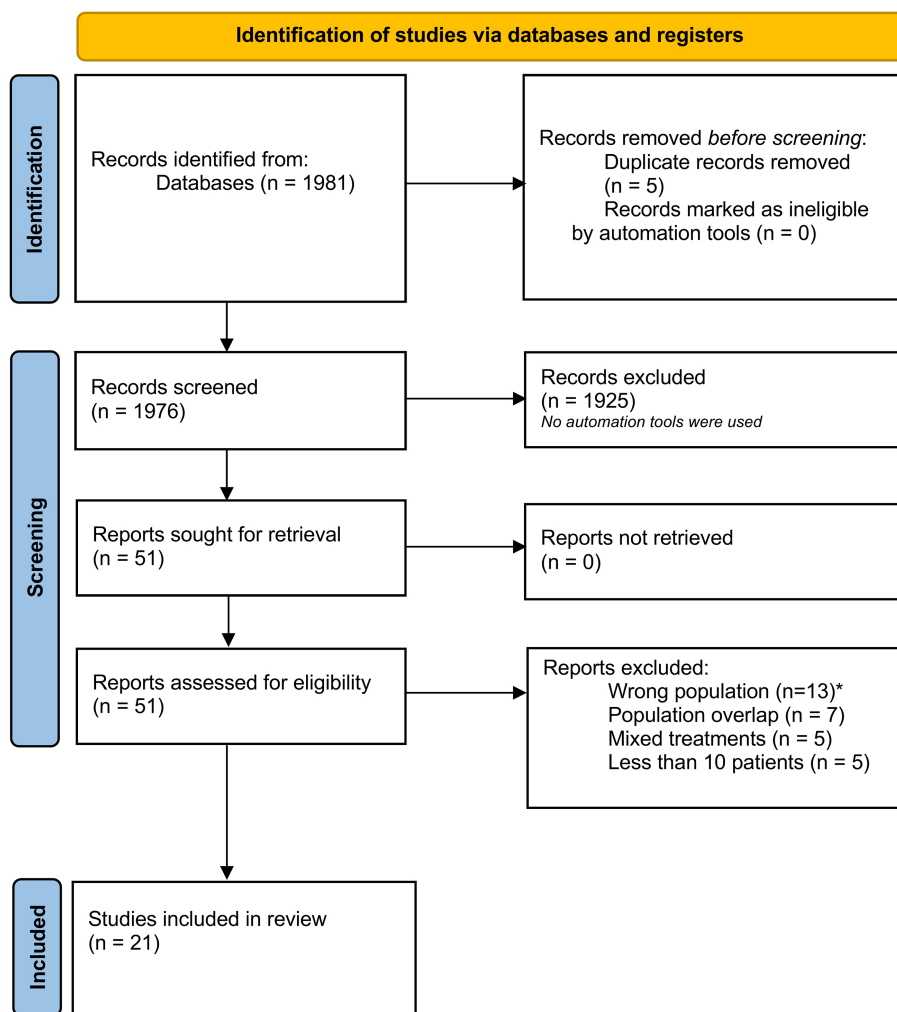 Identification of studies via databases and registers
Identification
Records identified from:
Databases (n = 1981)
Records removed before screening:
Duplicate records removed
(n = 5)
Records marked as ineligible
by automation tools (n = 0)
Screening
Records screened
(n = 1976)
Records excluded
(n = 1925)
No automation tools were used
Reports sought for retrieval
(n = 51)
Reports not retrieved
(n = 0)
Reports assessed for eligibility
(n = 51)
Reports excluded:
Wrong population (n=13)*
Population overlap (n = 7)
Mixed treatments (n = 5)
Less than 10 patients (n = 5)
Included
Studies included in review
(n = 21)